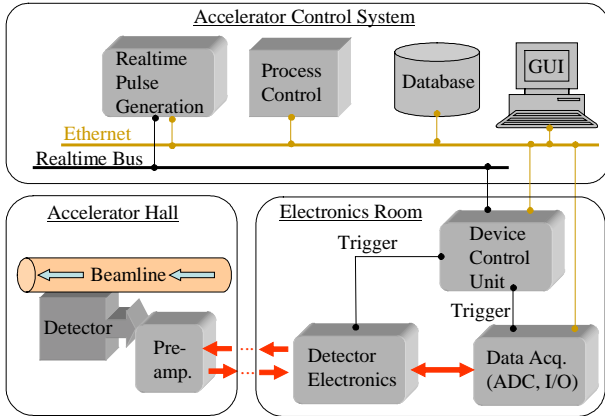 Accelerator Control System
Realtime
Pulse
Generation
Process
Control
Database
GUI
Ethernet
Realtime Bus
Accelerator Hall
Beamline
Detector
Pre-
amp.
Electronics Room
Trigger
Device
Control
Unit
Trigger
Detector
Electronics
Data Acq.
(ADC, I/O)